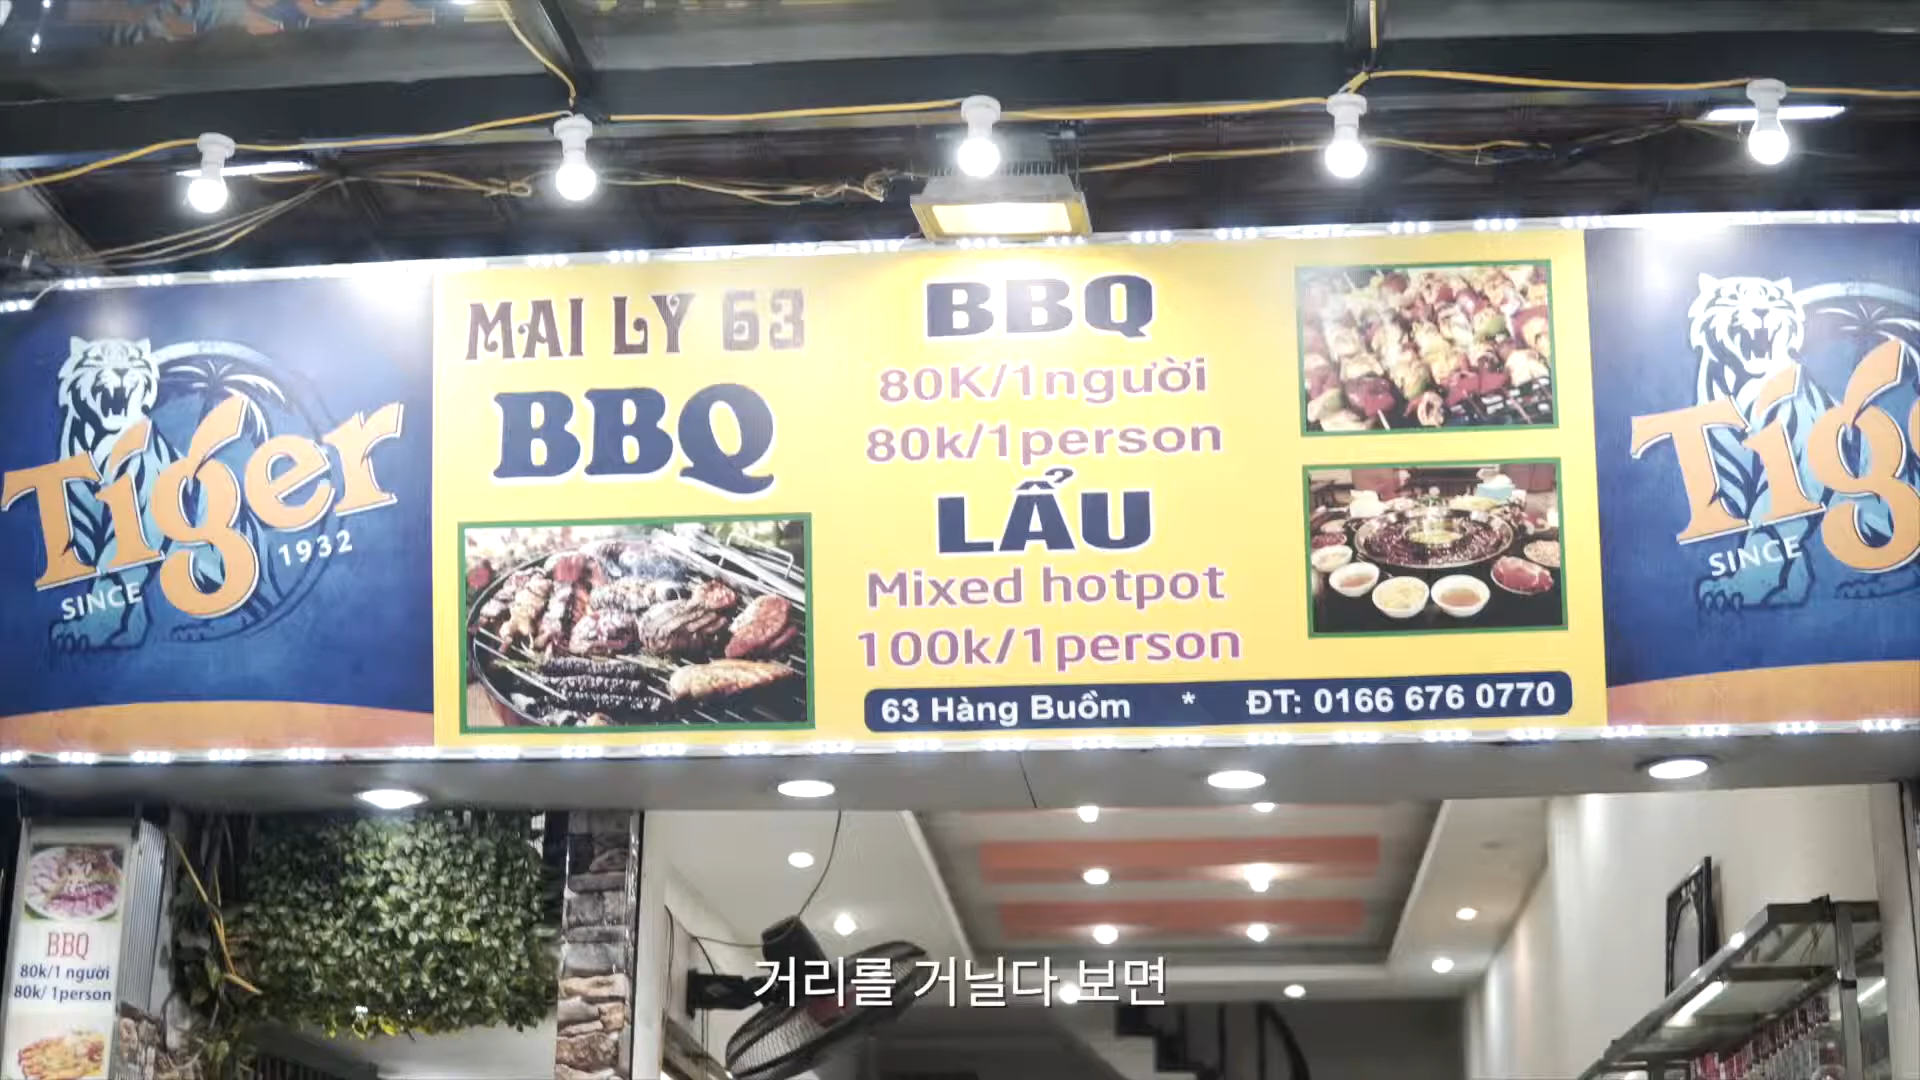 Tiger
SINCE 1932
MAI LY 63
BBQ
BBQ
80K/1người
80k/1person
LẨU
Mixed hotpot
100k/1person
63 Hàng Buồm * ĐT: 0166 676 0770
Tig
SINCE
BBQ
80k/1 người
80k/ 1person
거리를 거닐다 보면